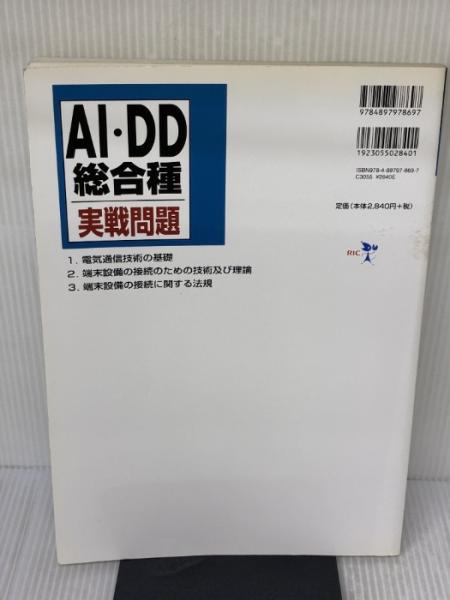 AI・DD
総合種
実戦問題
1. 電気通信技術の基礎
2. 端末設備の接続のための技術及び理論
3. 端末設備の接続に関する法規
9784897978697
1923055028401
ISBN978-4-89797-869-7
C3055 ¥2840E
定価(本体2,840円+税)
RIC